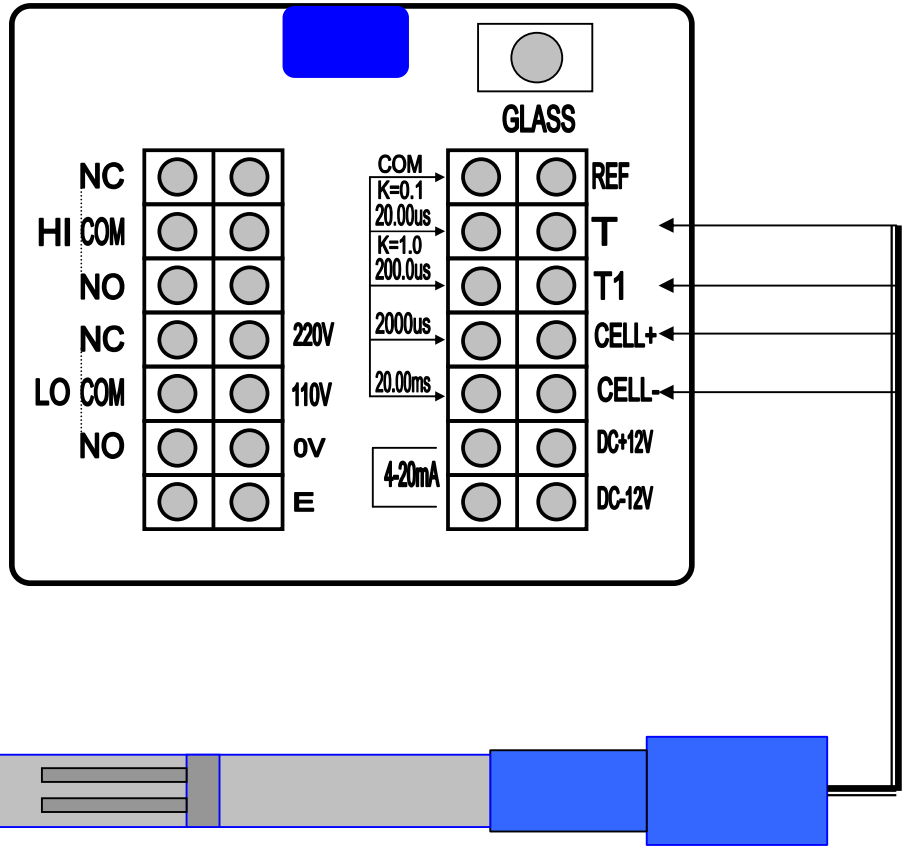 GLASS
NC
HI COM
NO
NC
LO COM
NO
220V
110V
0V
E
COM
K=0.1
20.00us
K=1.0
200.0us
2000us
20.00ms
4-20mA
REF
T
T1
CELL+
CELL-
DC+12V
DC-12V